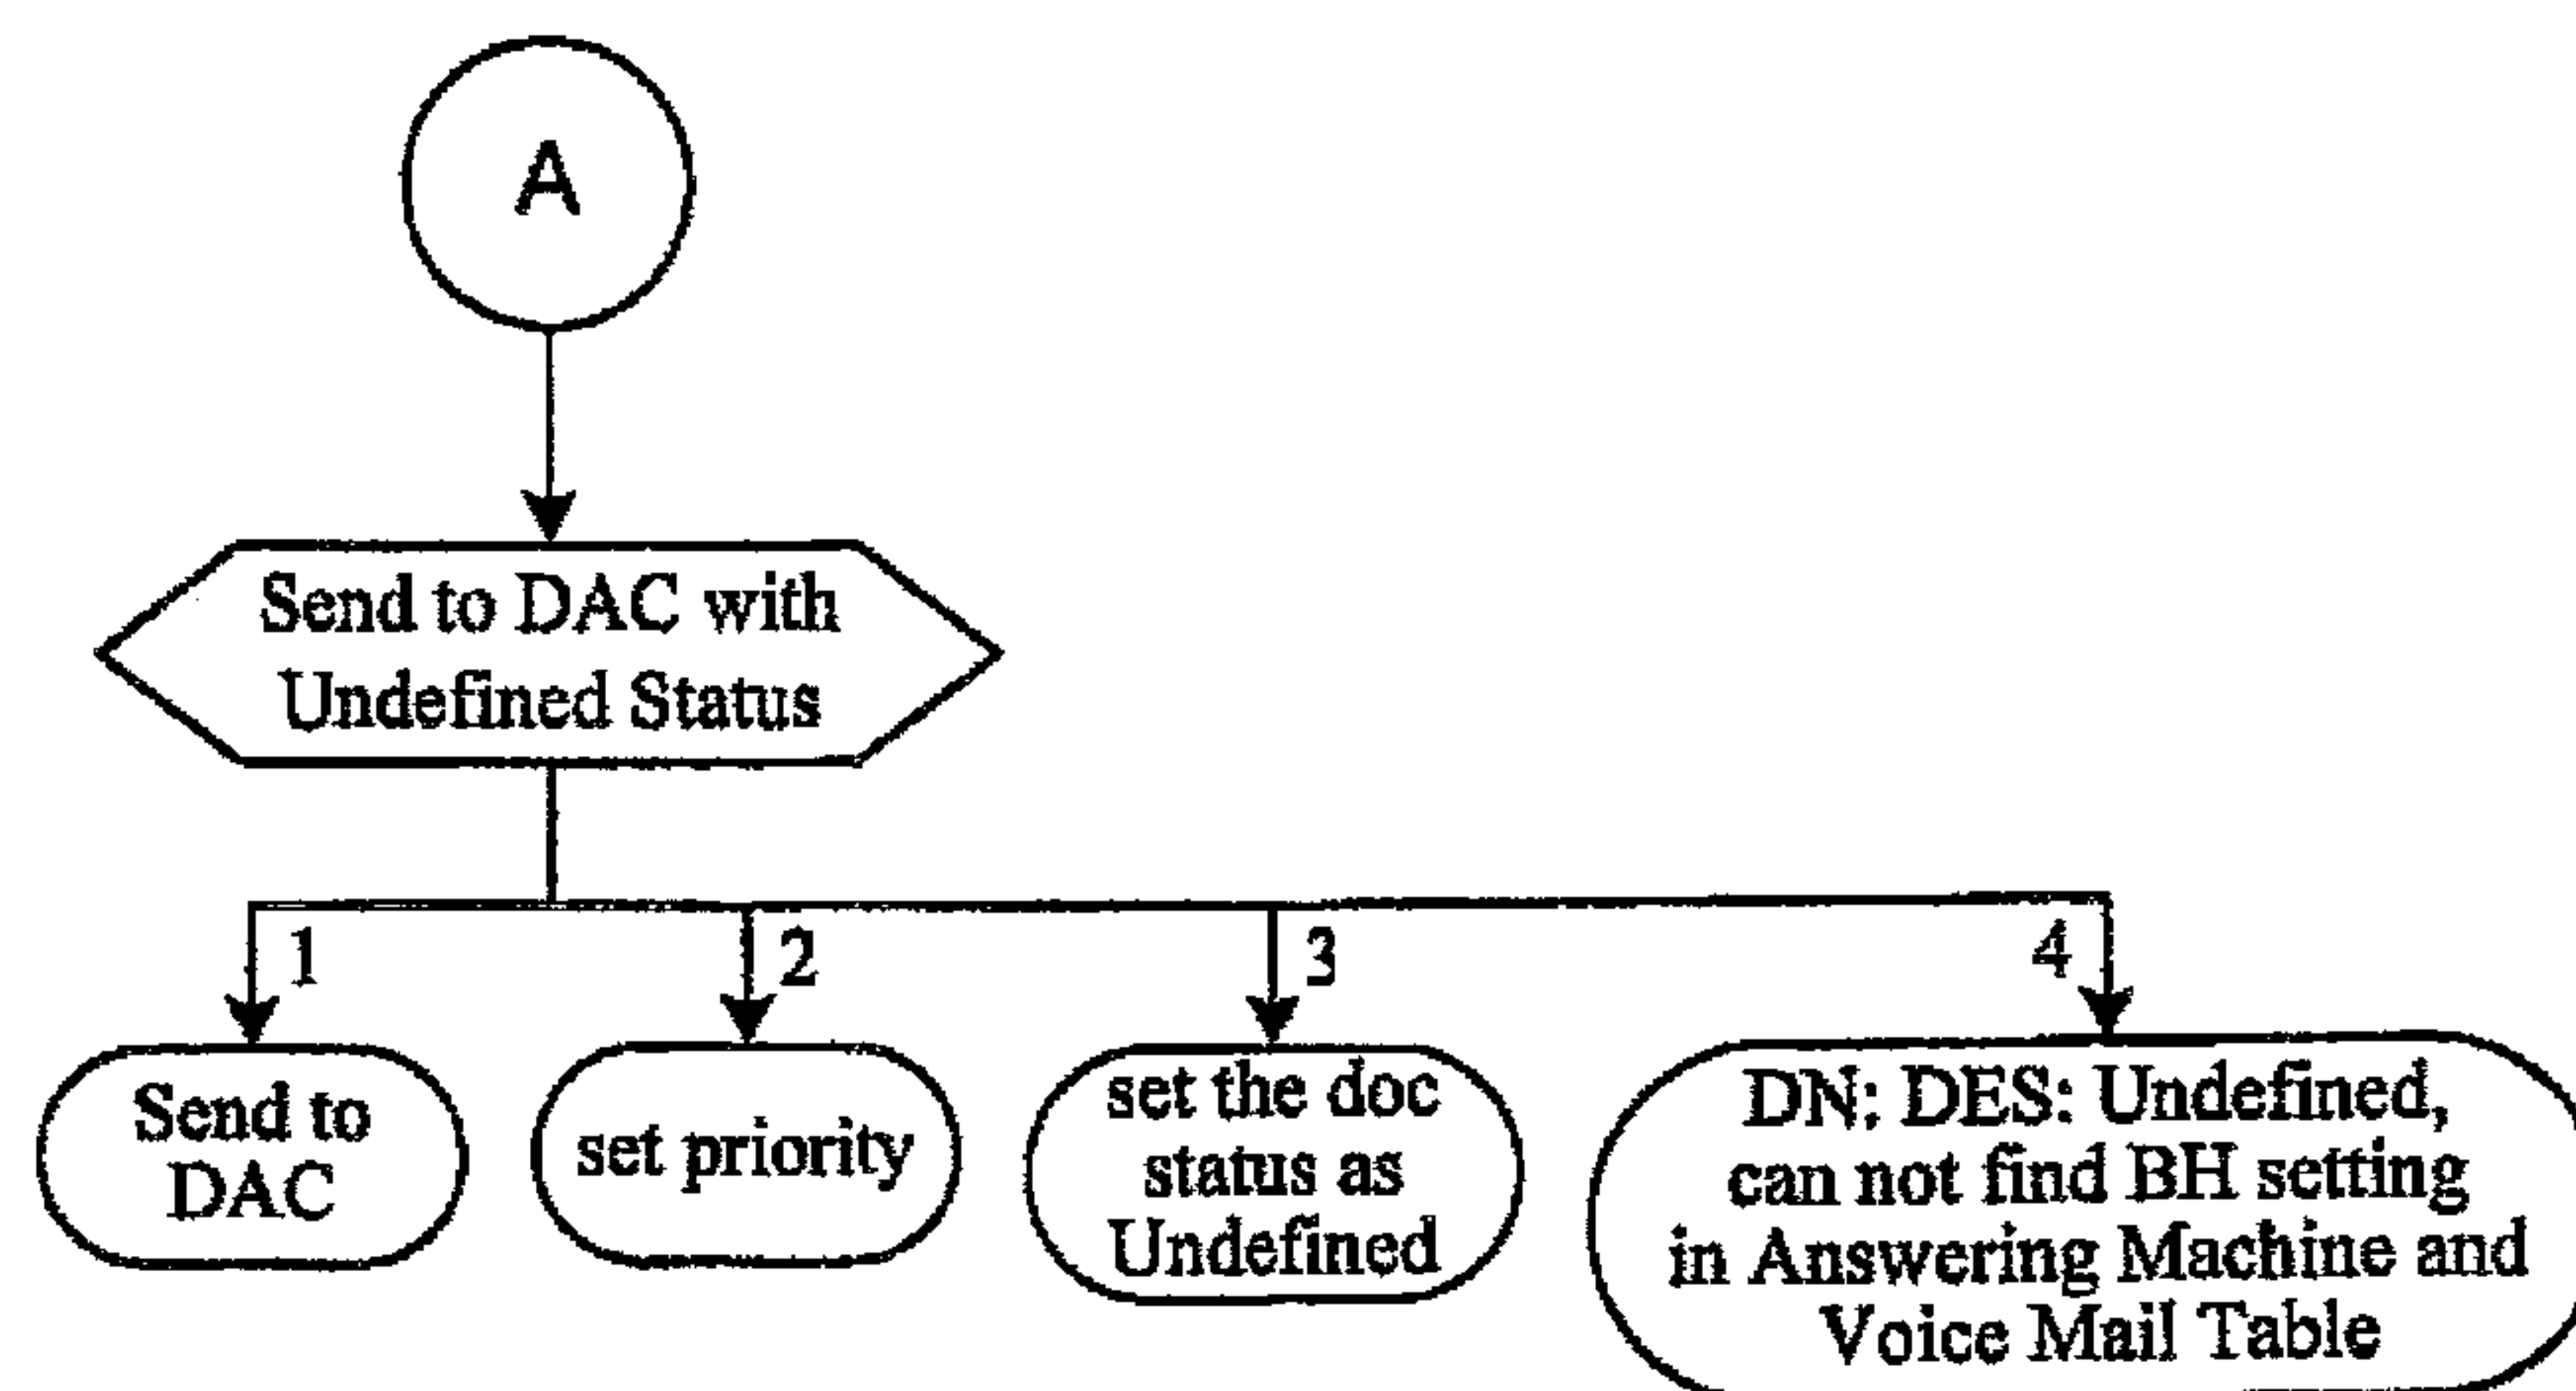 A
Send to DAC with
Undefined Status
1
2
3
4
Send to
DAC
set priority
set the doc
status as
Undefined
DN: DES: Undefined,
can not find BH setting
in Answering Machine and
Voice Mail Table